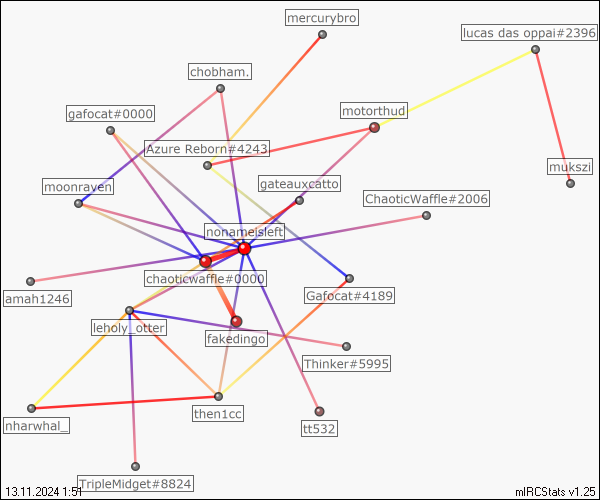 mercurybro
lucas das oppai#2396
chobham.
gafocat#0000
motorthud
Azure Reborn#4243
mukszi
moonraven
gateauxcatto
ChaoticWaffle#2006
nonameisleft
chaoticwaffle#0000
amah1246
Gafocat#4189
leholy_otter
fakedingo
Thinker#5995
then1cc
nharwhal_
tt532
TripleMidget#8824
13.11.2024 1:51
mIRCStats v1.25